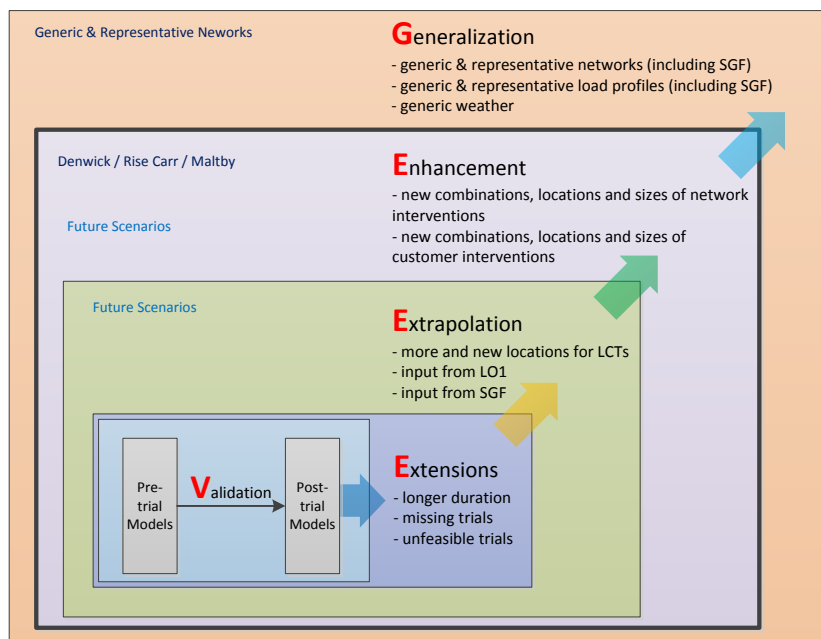 Generic & Representative Neworks
Generalization
- generic & representative networks (including SGF)
- generic & representative load profiles (including SGF)
- generic weather
Denwick / Rise Carr / Maltby
Enhancement
- new combinations, locations and sizes of network
interventions
- new combinations, locations and sizes of
customer interventions
Future Scenarios
Future Scenarios
Extrapolation
- more and new locations for LCTs
- input from LO1
- input from SGF
Pre-
trial
Models
Validation
Post-
trial
Models
Extensions
- longer duration
- missing trials
- unfeasible trials